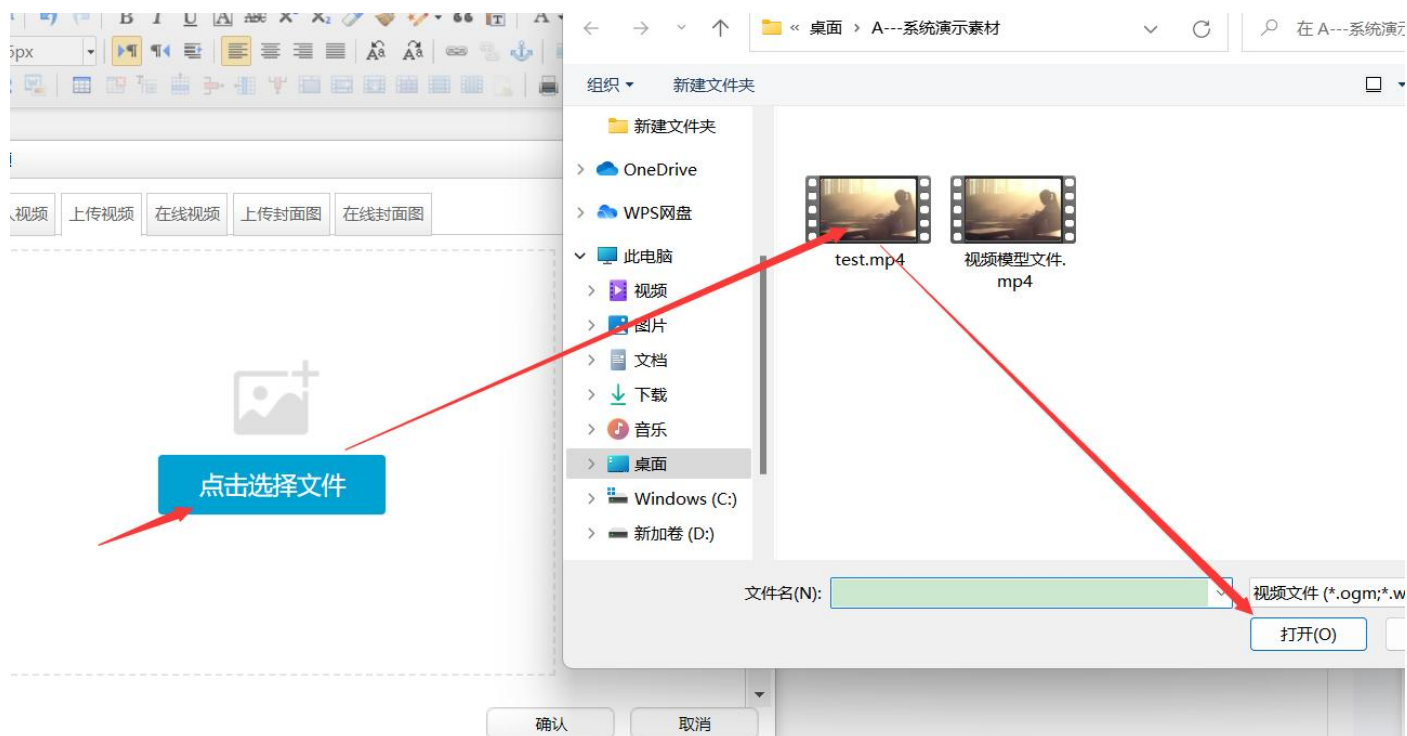 B I U A ABC X² X₂ A
5px
视频 上传视频 在线视频 上传封面图 在线封面图
点击选择文件
确认 取消
« 桌面 › A---系统演示素材
在 A---系统演示
组织 新建文件夹
新建文件夹
OneDrive
WPS网盘
此电脑
视频
图片
文档
下载
音乐
桌面
Windows (C:)
新加卷 (D:)
test.mp4
视频模型文件.
mp4
文件名(N):
视频文件 (*.ogm;*.w
打开(O)